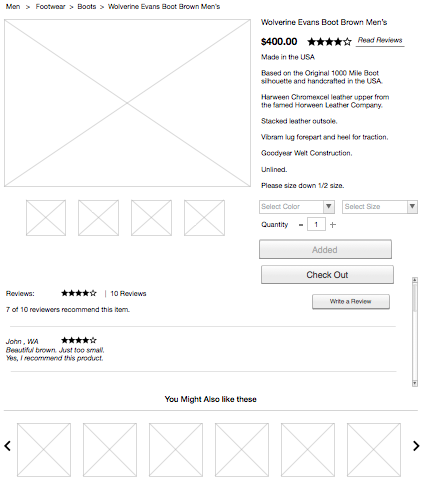 Men > Footwear > Boots > Wolverine Evans Boot Brown Men's
Wolverine Evans Boot Brown Men's
$400.00 ★★★★☆ Read Reviews
Made in the USA
Based on the Original 1000 Mile Boot
silhouette and handcrafted in the USA.
Harween Chromexcel leather upper from
the famed Horween Leather Company.
Stacked leather outsole.
Vibram lug forepart and heel for traction.
Goodyear Welt Construction.
Unlined.
Please size down 1/2 size.
Select Color Select Size
Quantity = 1 +
Added
Check Out
Reviews: ★★★★☆ | 10 Reviews
Write a Review
7 of 10 reviewers recommend this item.
John , WA ★★★★☆
Beautiful brown. Just too small.
Yes, I recommend this product.
You Might Also like these